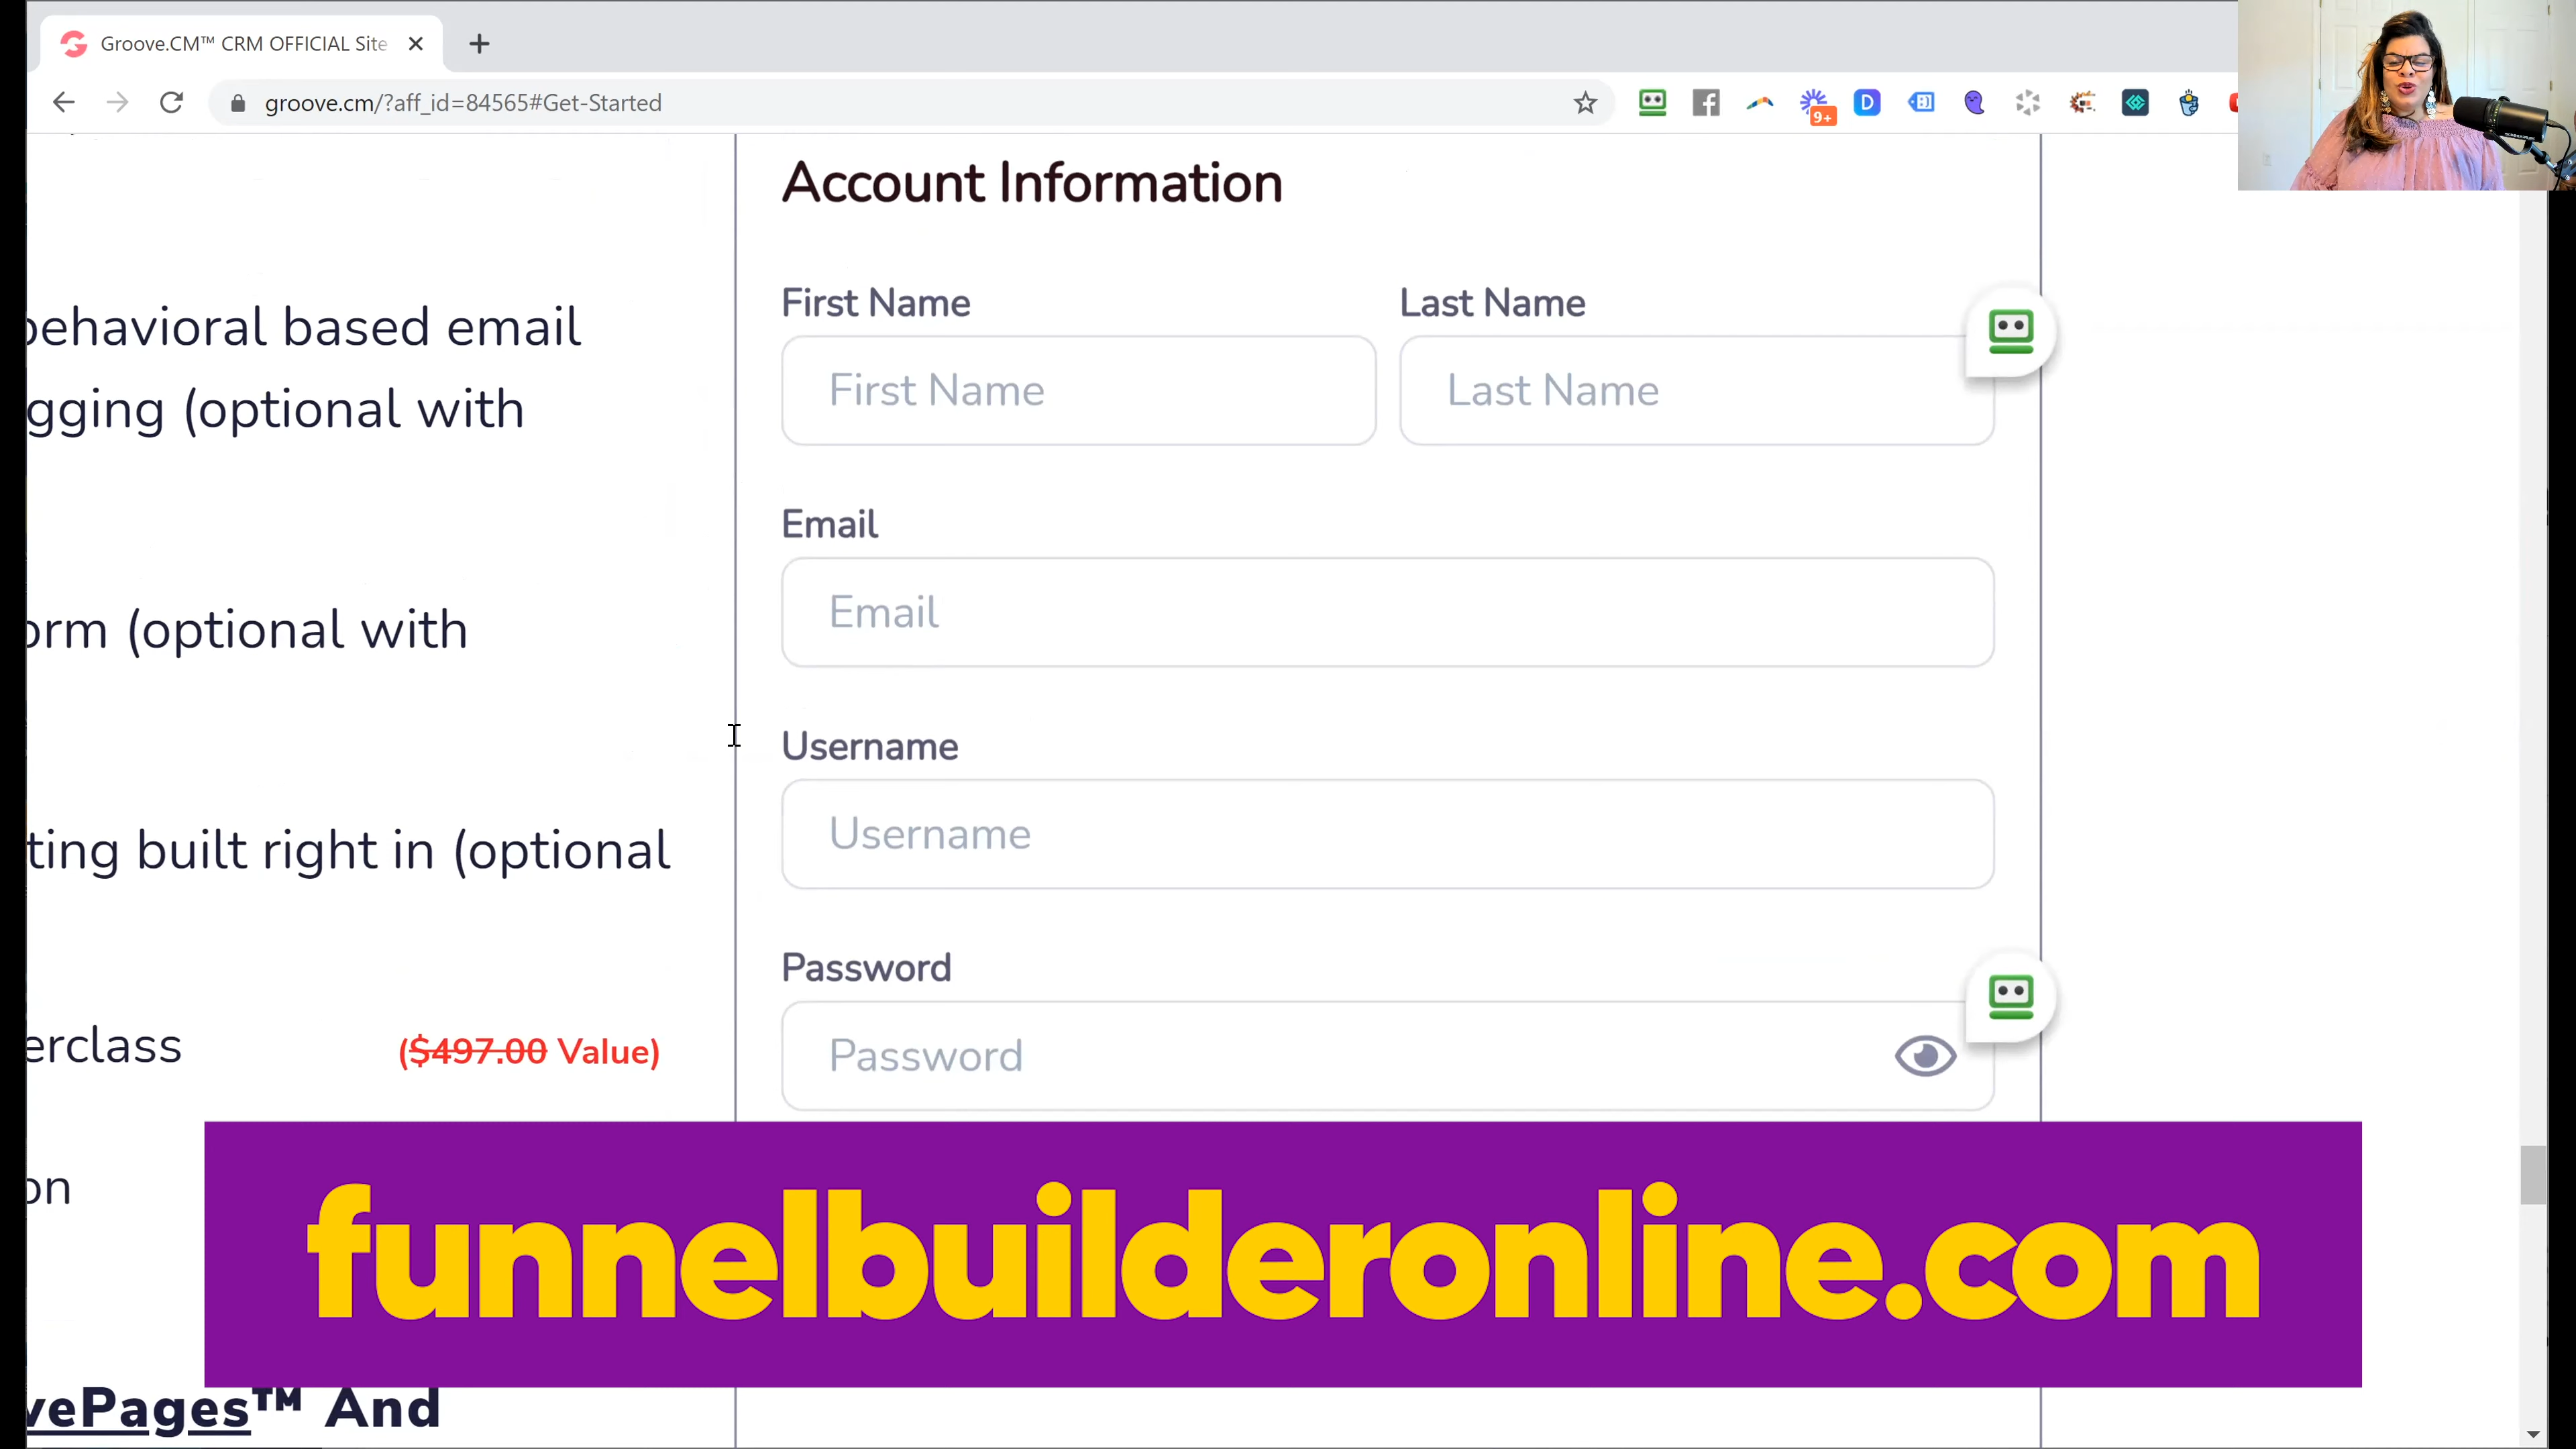 Groove.CM™ CRM OFFICIAL Site
groove.cm/?aff_id=84565#Get-Started
9+
Account Information
First Name
Last Name
First Name
Last Name
behavioral based email
gging (optional with
Email
Email
orm (optional with
Username
Username
ting built right in (optional
Password
Password
erclass
($497.00 Value)
on
funnelbuilderonline.com
vePages™ And